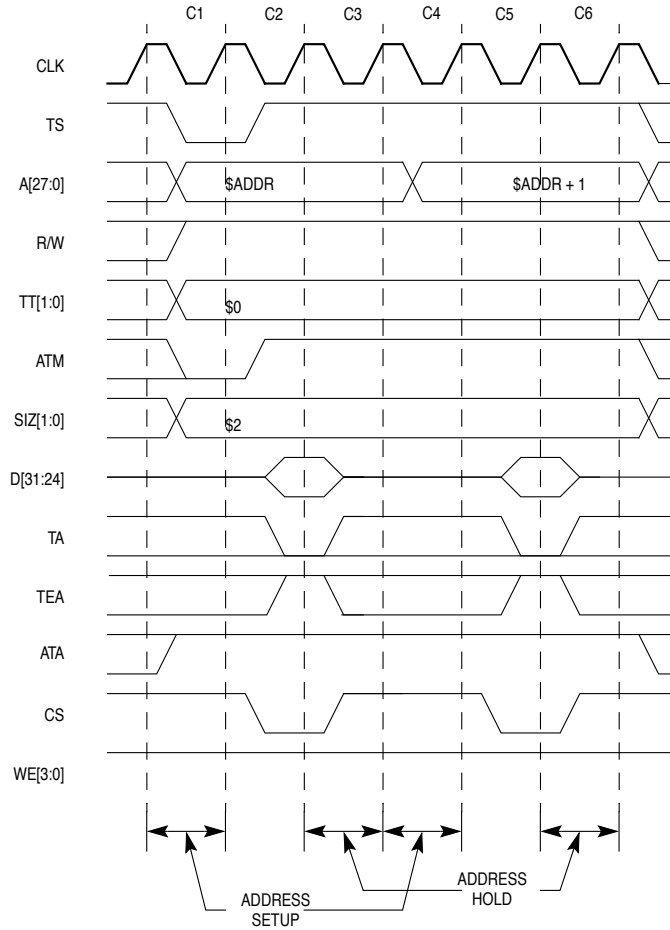 C1 C2 C3 C4 C5 C6
CLK
TS
A[27:0] $ADDR $ADDR + 1
R/W
TT[1:0] $0
ATM
SIZ[1:0] $2
D[31:24]
TA
TEA
ATA
CS
WE[3:0]
ADDRESS
SETUP
ADDRESS
HOLD